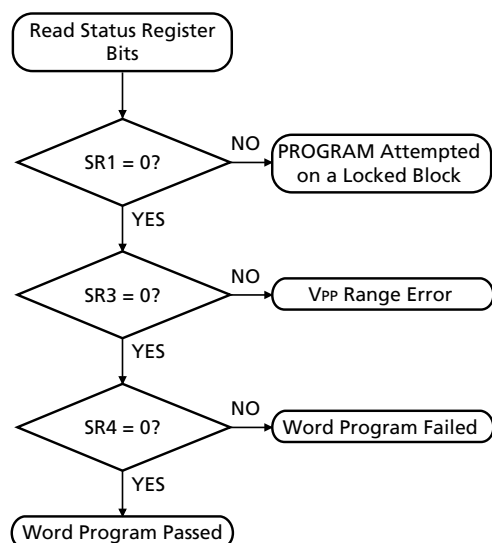 Read Status Register
Bits
SR1 = 0?
NO
PROGRAM Attempted
on a Locked Block
YES
SR3 = 0?
NO
VPP Range Error
YES
SR4 = 0?
NO
Word Program Failed
YES
Word Program Passed